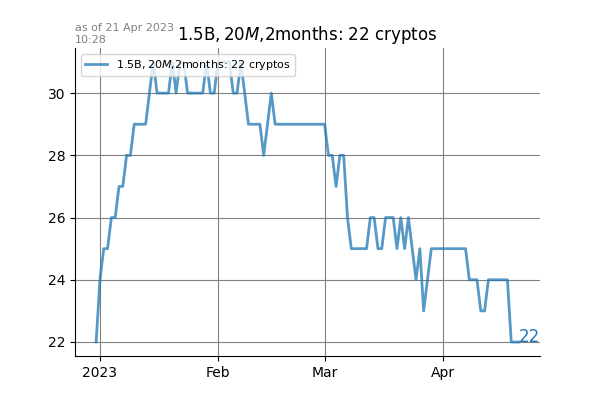 as of 21 Apr 2023
10:28
1.5B, 20M,2months: 22 cryptos
1.5B, 20M,2months: 22 cryptos
30
28
26
24
22
22
2023
Feb
Mar
Apr